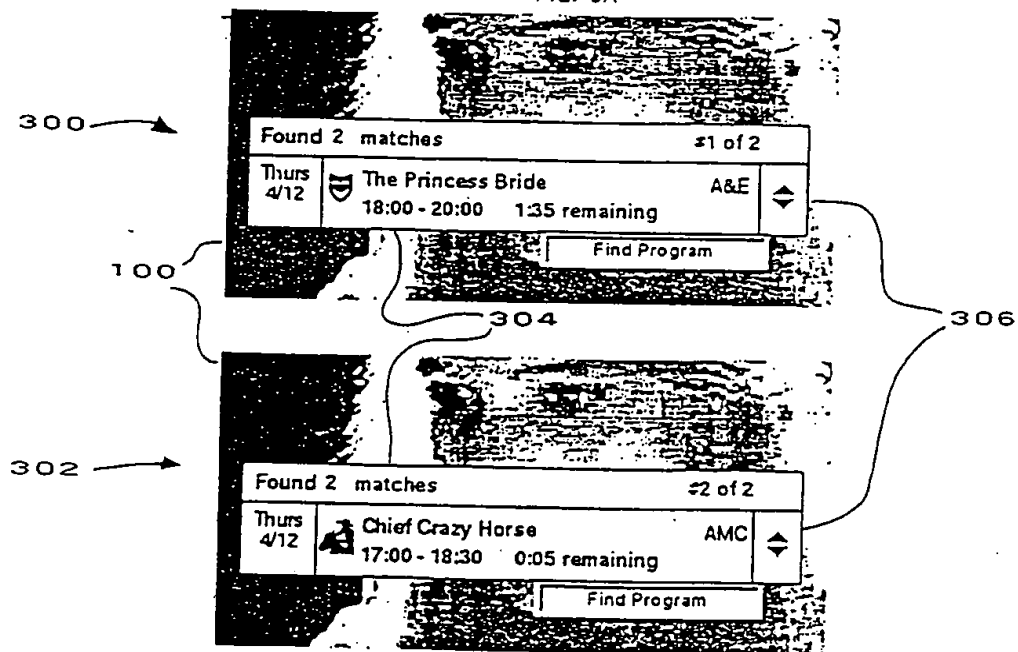 300
Found 2 matches #1 of 2
Thurs 4/12
The Princess Bride A&E
18:00 - 20:00 1:35 remaining
Find Program
100
304
306
302
Found 2 matches #2 of 2
Thurs 4/12
Chief Crazy Horse AMC
17:00 - 18:30 0:05 remaining
Find Program